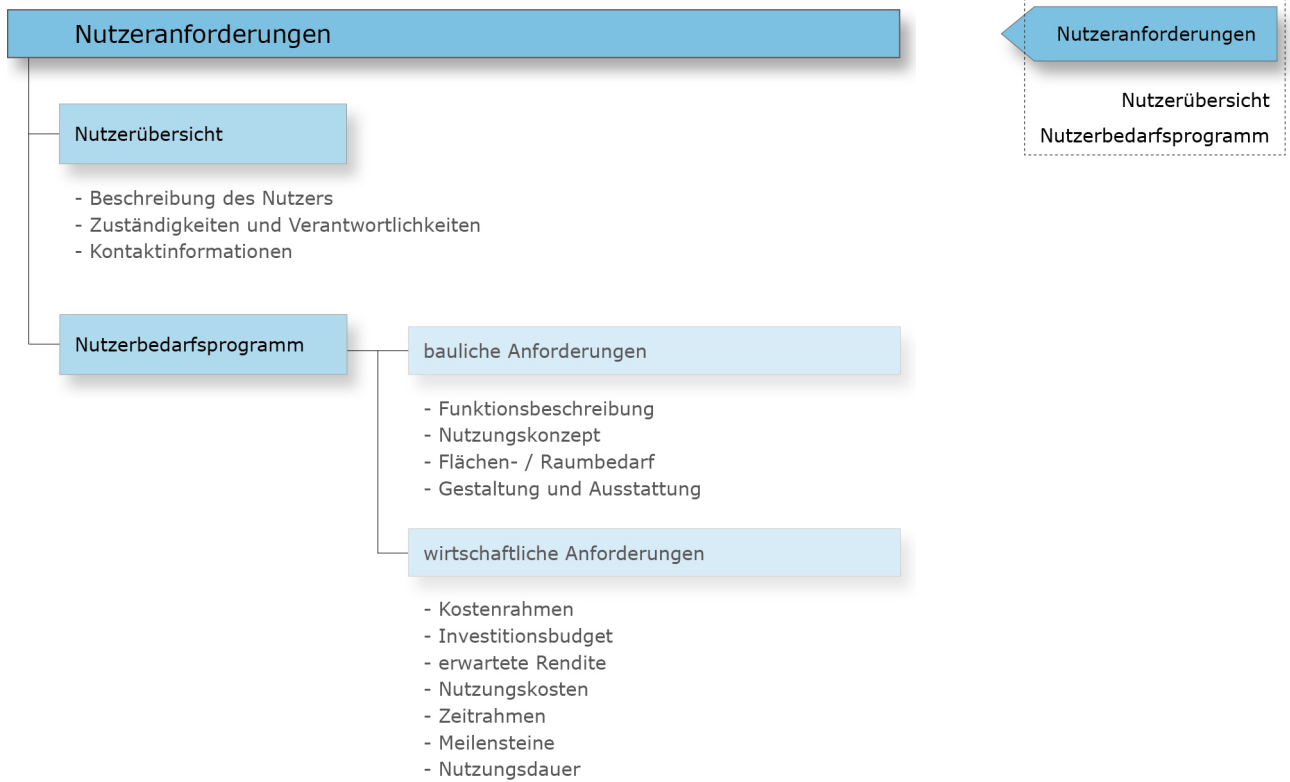 Nutzeranforderungen
Nutzerübersicht
- Beschreibung des Nutzers
- Zuständigkeiten und Verantwortlichkeiten
- Kontaktinformationen
Nutzerbedarfsprogramm
bauliche Anforderungen
- Funktionsbeschreibung
- Nutzungskonzept
- Flächen- / Raumbedarf
- Gestaltung und Ausstattung
wirtschaftliche Anforderungen
- Kostenrahmen
- Investitionsbudget
- erwartete Rendite
- Nutzungskosten
- Zeitrahmen
- Meilensteine
- Nutzungsdauer
Nutzeranforderungen
Nutzerübersicht
Nutzerbedarfsprogramm